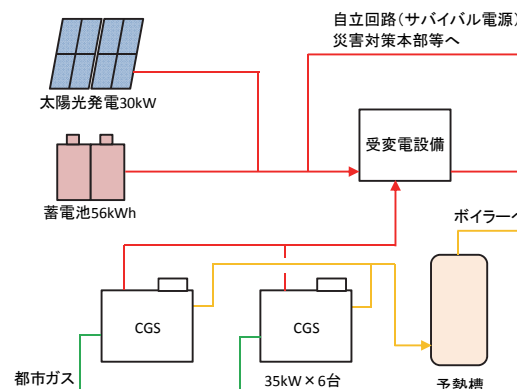 自立回路（サバイバル電源）
災害対策本部等へ
太陽光発電30kW
受変電設備
蓄電池56kWh
ボイラーへ
CGS
CGS
都市ガス
35kW×6台
予熱槽